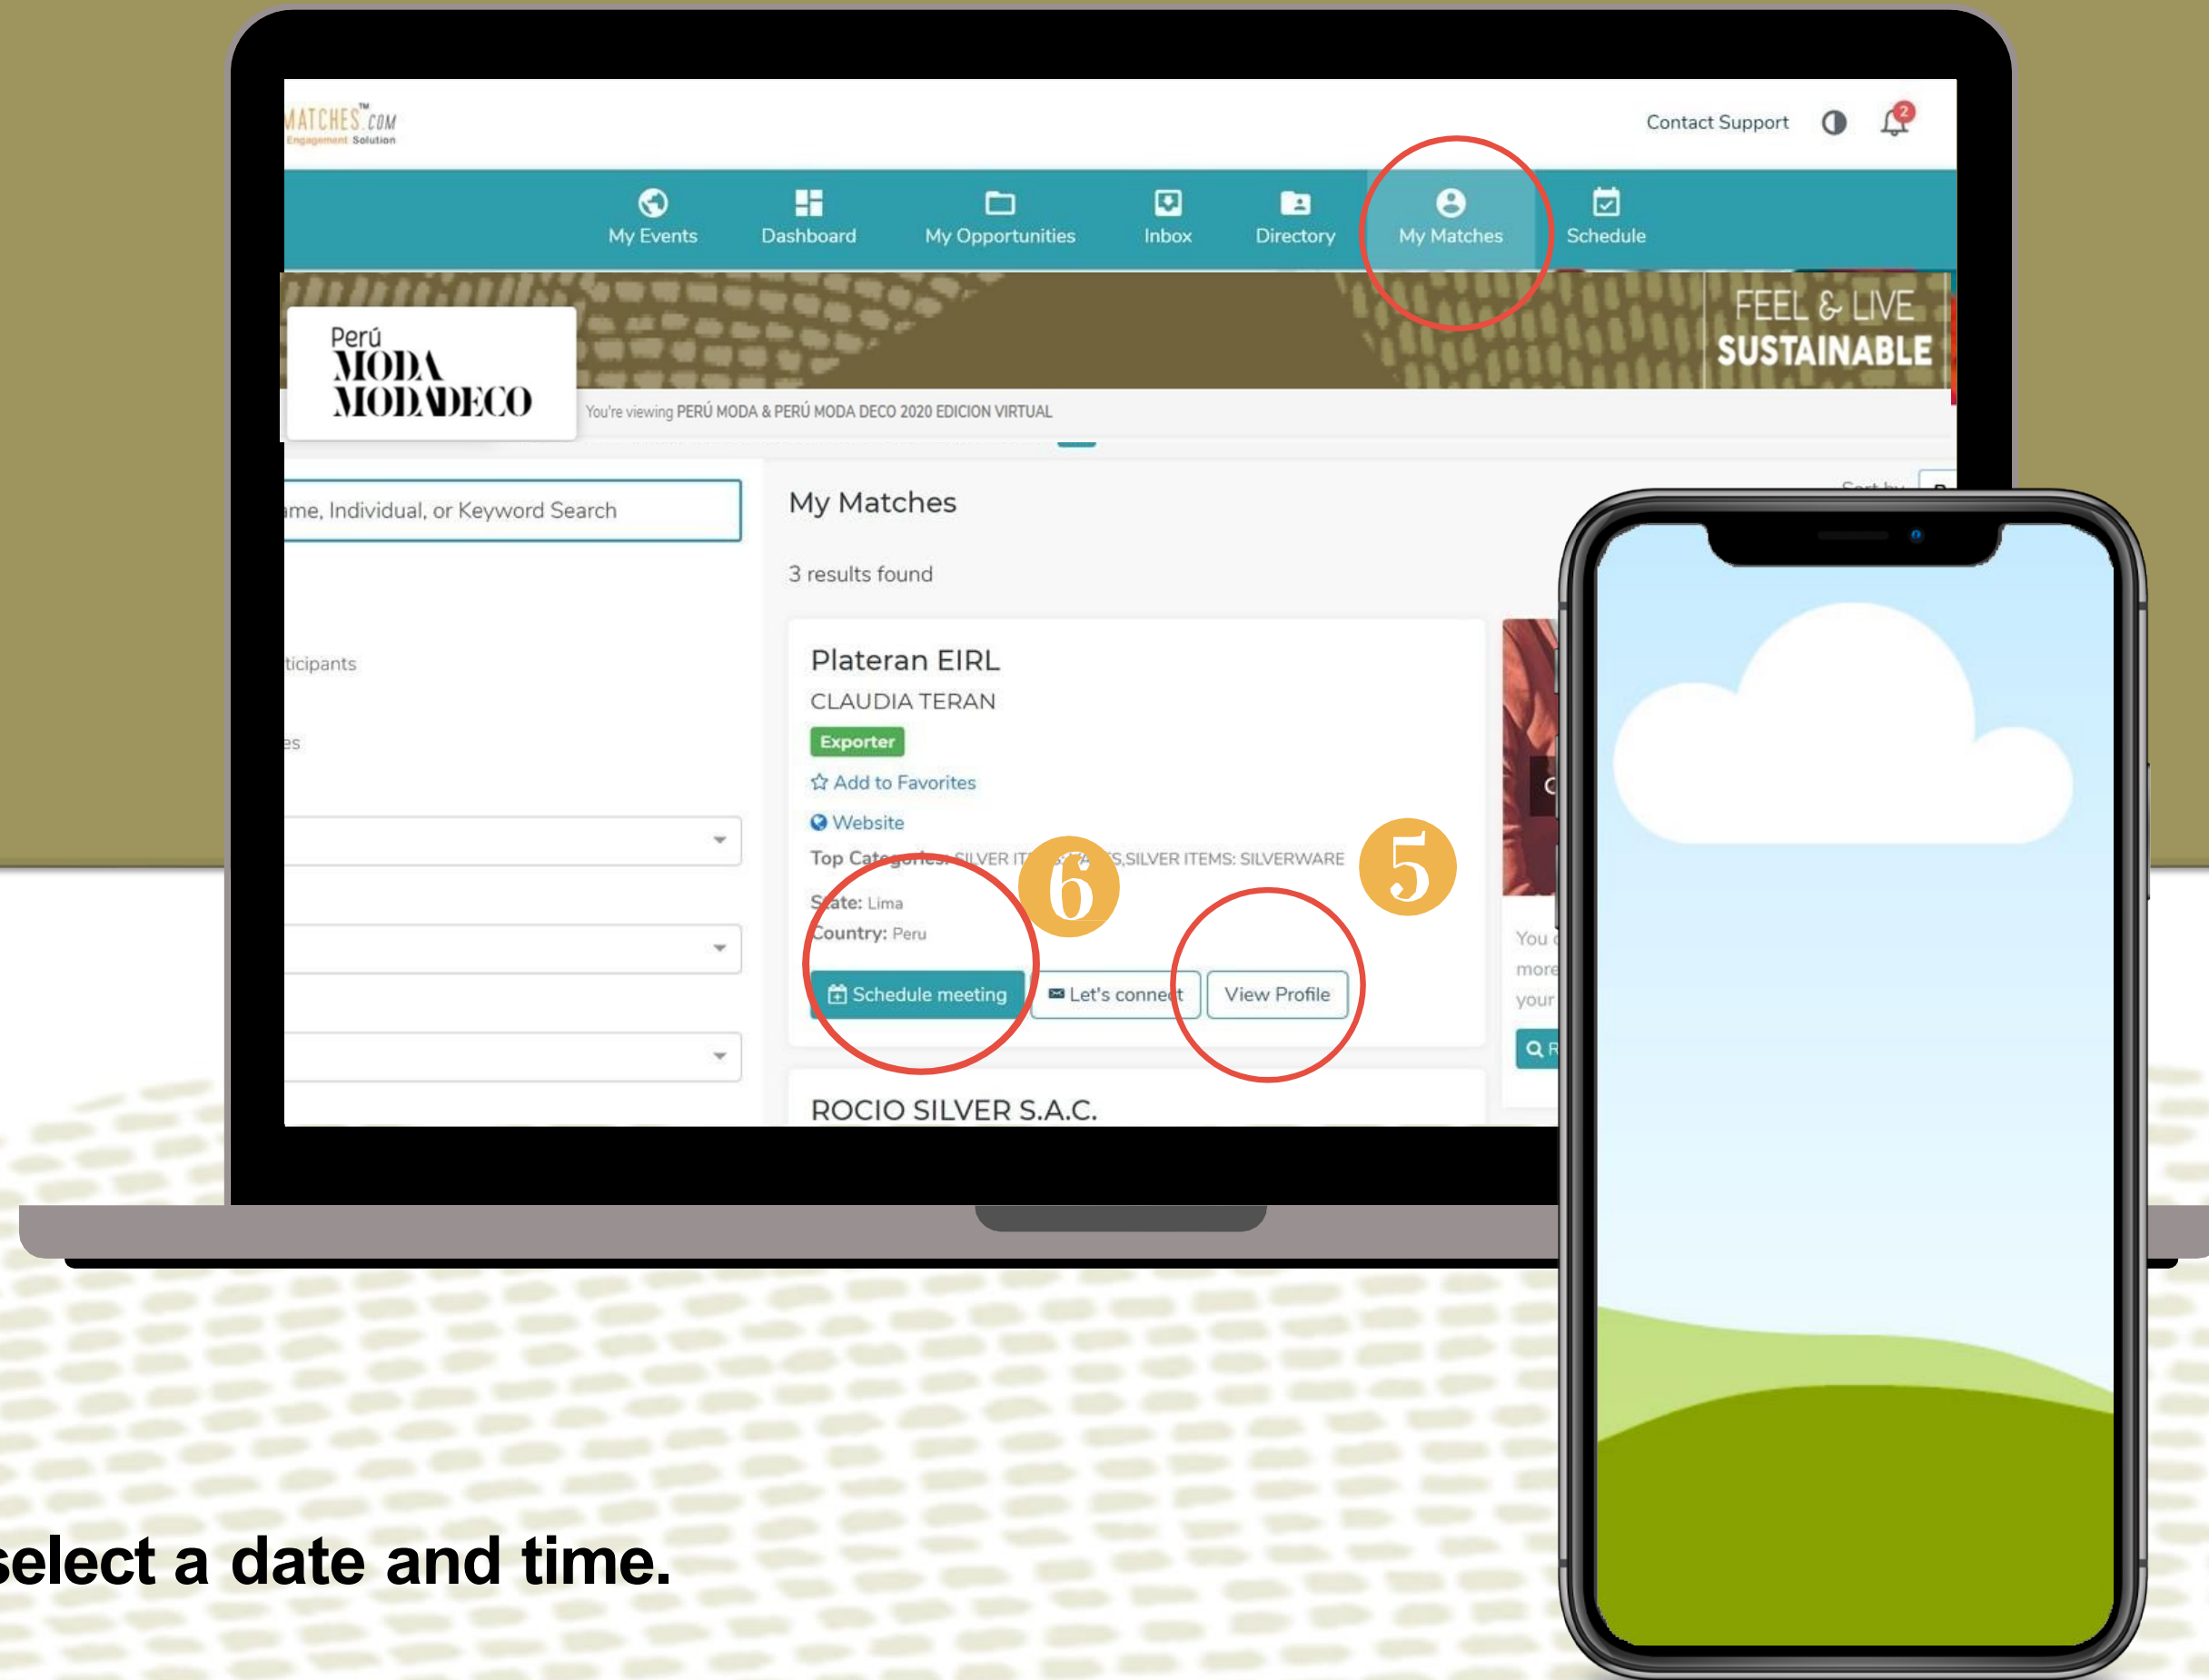 MATCHES™.COM
Engagement Solution
Contact Support
2
My Events
Dashboard
My Opportunities
Inbox
Directory
My Matches
Schedule
Perú
MODA
MODADECO
FEEL & LIVE
SUSTAINABLE
You're viewing PERÚ MODA & PERÚ MODA DECO 2020 EDICION VIRTUAL
ame, Individual, or Keyword Search
ticipants
es
My Matches
3 results found
Plateran EIRL
CLAUDIA TERAN
Exporter
Add to Favorites
Website
Top Categories: SILVER ,SILVER ITEMS: SILVERWARE
6
5
State: Lima
Country: Peru
Schedule meeting
Let's connect
View Profile
You
more
your
ROCIO SILVER S.A.C.
select a date and time.